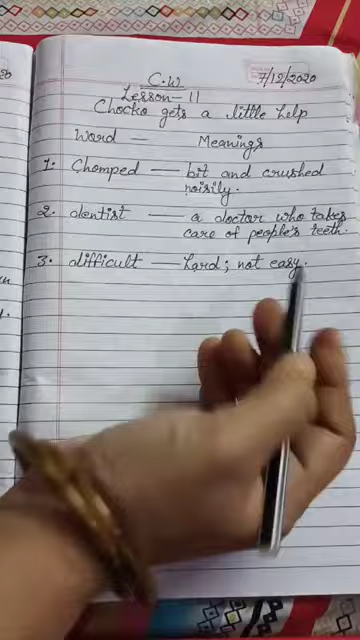 C.W
7/12/2020
Lesson-11
Chocko gets a little help
Word — Meanings
1. Chomped — bit and crushed
noisily.
2. dentist — a doctor who takes
care of people's teeth.
3. difficult — hard; not easy.